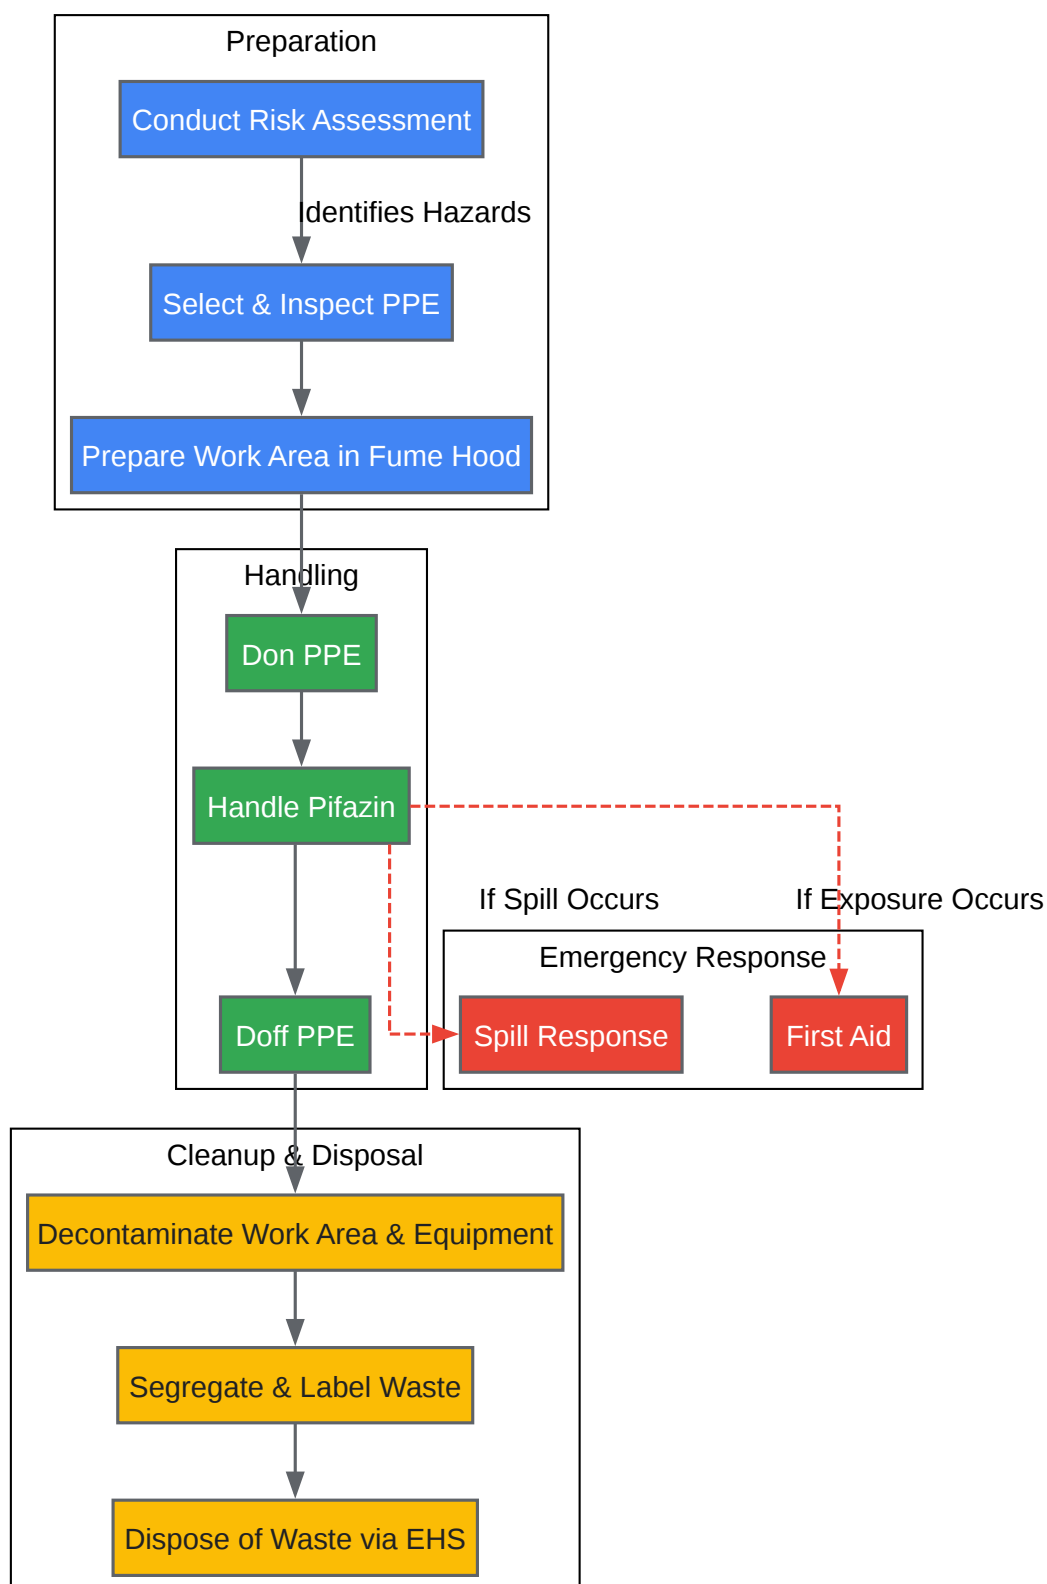 Preparation
Conduct Risk Assessment
Identifies Hazards
Select & Inspect PPE
Prepare Work Area in Fume Hood
Handling
Don PPE
Handle Pifazin
If Spill Occurs
If Exposure Occurs
Emergency Response
Doff PPE
Spill Response
First Aid
Cleanup & Disposal
Decontaminate Work Area & Equipment
Segregate & Label Waste
Dispose of Waste via EHS